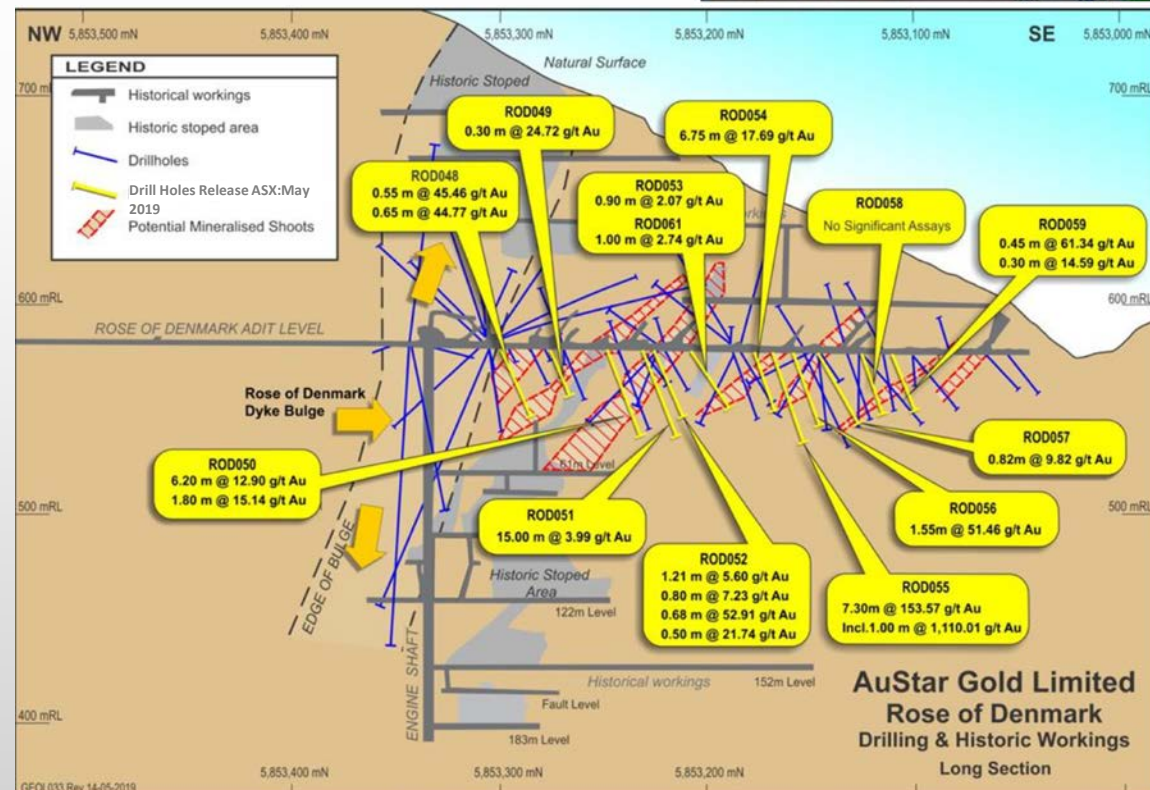 NW 5,853,500 mN 5,853,400 mN 5,853,300 mN 5,853,200 mN 5,853,100 mN SE 5,853,000 mN
LEGEND
Historical workings
Historic stoped area
Drillholes
Drill Holes Release ASX:May
2019
Potential Mineralised Shoots
Natural Surface
Historic Stoped
700 mRL
ROD049
0.30 m @ 24.72 g/t Au
ROD054
6.75 m @ 17.69 g/t Au
ROD048
0.55 m @ 45.46 g/t Au
0.65 m @ 44.77 g/t Au
ROD053
0.90 m @ 2.07 g/t Au
ROD061
1.00 m @ 2.74 g/t Au
ROD058
No Significant Assays
ROD059
0.45 m @ 61.34 g/t Au
0.30 m @ 14.59 g/t Au
600 mRL
600 mRL
ROSE OF DENMARK ADIT LEVEL
Rose of Denmark
Dyke Bulge
ROD050
6.20 m @ 12.90 g/t Au
1.80 m @ 15.14 g/t Au
61m Level
ROD057
0.82m @ 9.82 g/t Au
ROD051
15.00 m @ 3.99 g/t Au
ROD056
1.55m @ 51.46 g/t Au
500 mRL
500 mRL
ROD052
1.21 m @ 5.60 g/t Au
0.80 m @ 7.23 g/t Au
0.68 m @ 52.91 g/t Au
0.50 m @ 21.74 g/t Au
ROD055
7.30m @ 153.57 g/t Au
Incl.1.00 m @ 1,110.01 g/t Au
EDGE OF BULGE
Historic Stoped
Area
122m Level
ENGINE SHAFT
Historical workings
152m Level
Fault Level
183m Level
400 mRL
AuStar Gold Limited
Rose of Denmark
Drilling & Historic Workings
Long Section
5,853,400 mN 5,853,300 mN 5,853,200 mN
GEOL033 Rev 14-05-2019